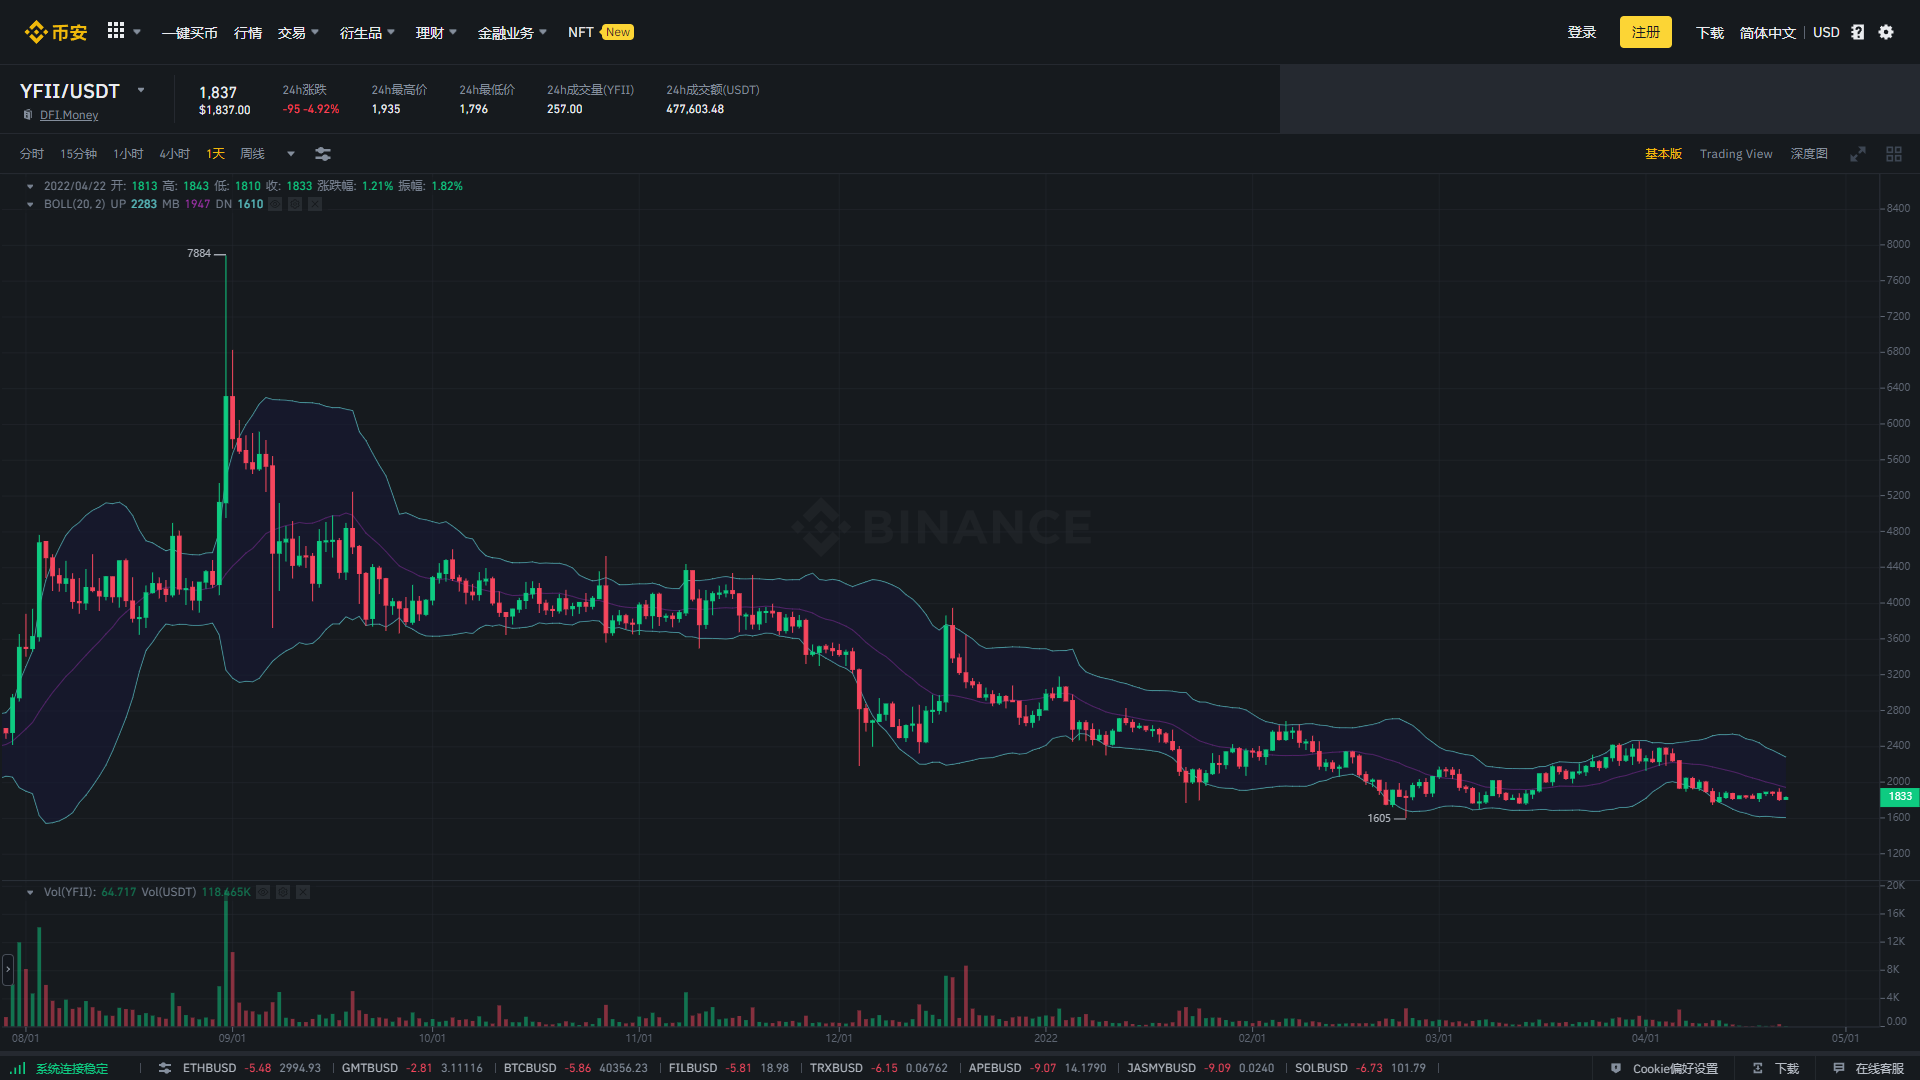 币安 一键买币 行情 交易 衍生品 理财 金融业务 NFT New 登录 注册 下载 简体中文 USD
YFII/USDT
DFI.Money
1,837
$1,837.00
24h涨跌
-95 -4.92%
24h最高价
1,935
24h最低价
1,796
24h成交量(YFII)
257.00
24h成交额(USDT)
477,603.48
分时 15分钟 1小时 4小时 1天 周线 基本版 Trading View 深度图
2022/04/22 开: 1813 高: 1843 低: 1810 收: 1833 涨跌幅: 1.21% 振幅: 1.82%
BOLL(20, 2) UP 2283 MB 1947 DN 1610
7884
BINANCE
1605
8400
8000
7600
7200
6800
6400
6000
5600
5200
4800
4400
4000
3600
3200
2800
2400
2000
1833
1600
1200
Vol(YFII): 64.717 Vol(USDT) 118.465K
20K
16K
12K
8K
4K
0.00
08/01 09/01 10/01 11/01 12/01 2022 02/01 03/01 04/01 05/01
系统连接稳定 ETHBUSD -5.48 2994.93 GMTBUSD -2.81 3.11116 BTCBUSD -5.86 40356.23 FILBUSD -5.81 18.98 TRXBUSD -6.15 0.06762 APEBUSD -9.07 14.1790 JASMYBUSD -9.09 0.0240 SOLBUSD -6.73 101.79 Cookie偏好设置 下载 在线客服